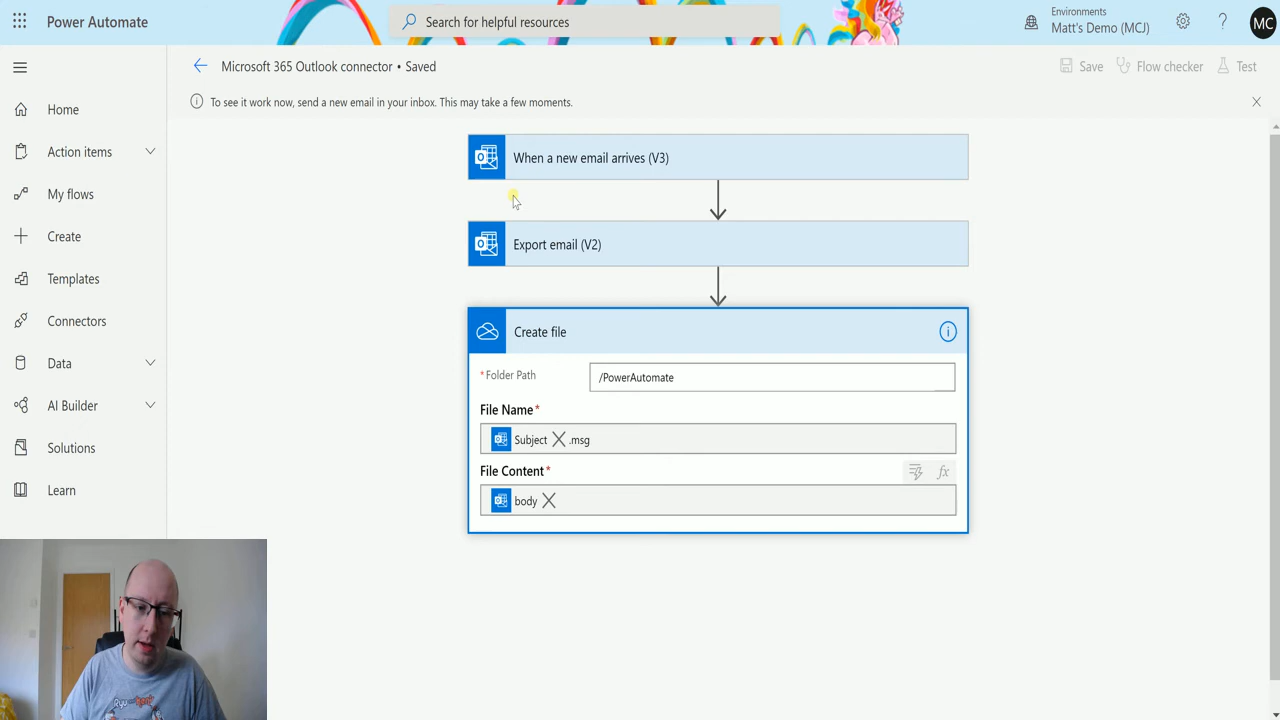 Power Automate
Search for helpful resources
Environments
Matt's Demo (MCJ)
MC
Microsoft 365 Outlook connector • Saved
Save
Flow checker
Test
To see it work now, send a new email in your inbox. This may take a few moments.
Home
Action items
My flows
Create
Templates
Connectors
Data
AI Builder
Solutions
Learn
When a new email arrives (V3)
Export email (V2)
Create file
* Folder Path
/PowerAutomate
File Name *
Subject .msg
File Content *
fx
body
Ryu